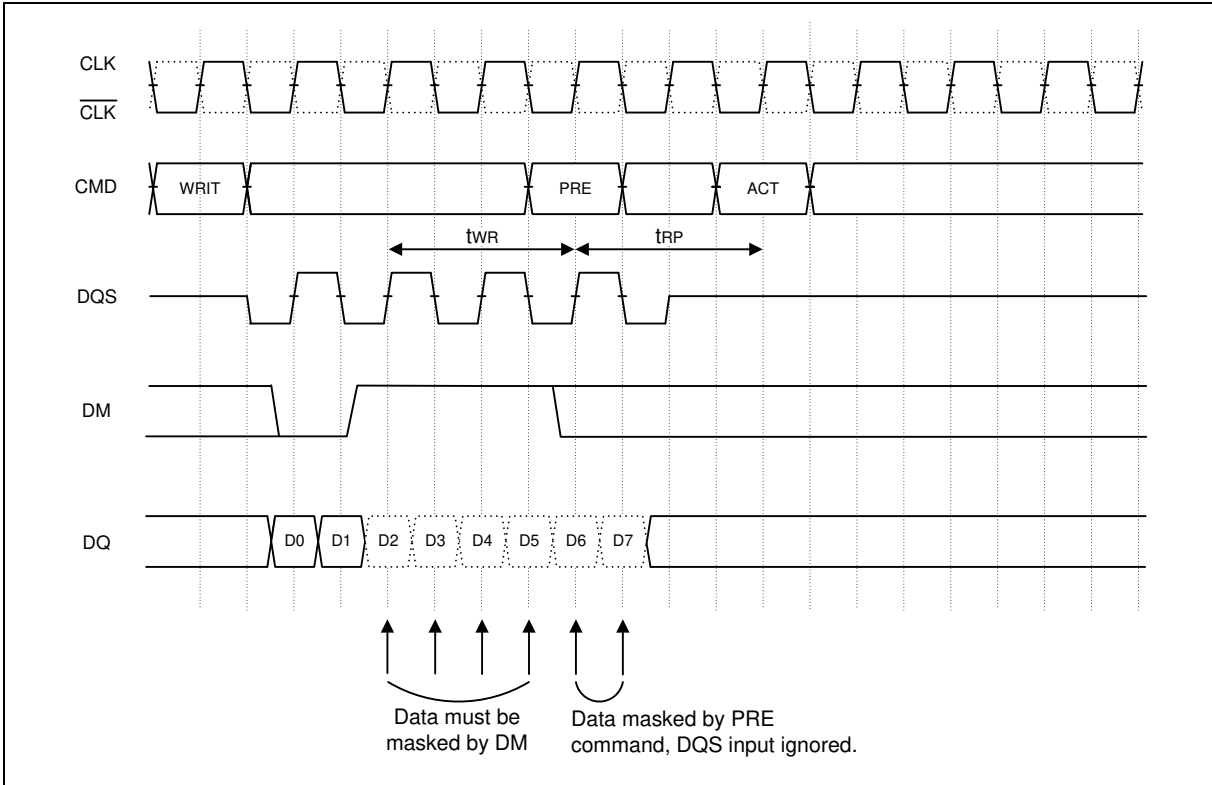 CLK
CLK
CMD
WRIT
PRE
ACT
tWR
tRP
DQS
DM
DQ
D0
D1
D2
D3
D4
D5
D6
D7
Data must be
masked by DM
Data masked by PRE
command, DQS input ignored.